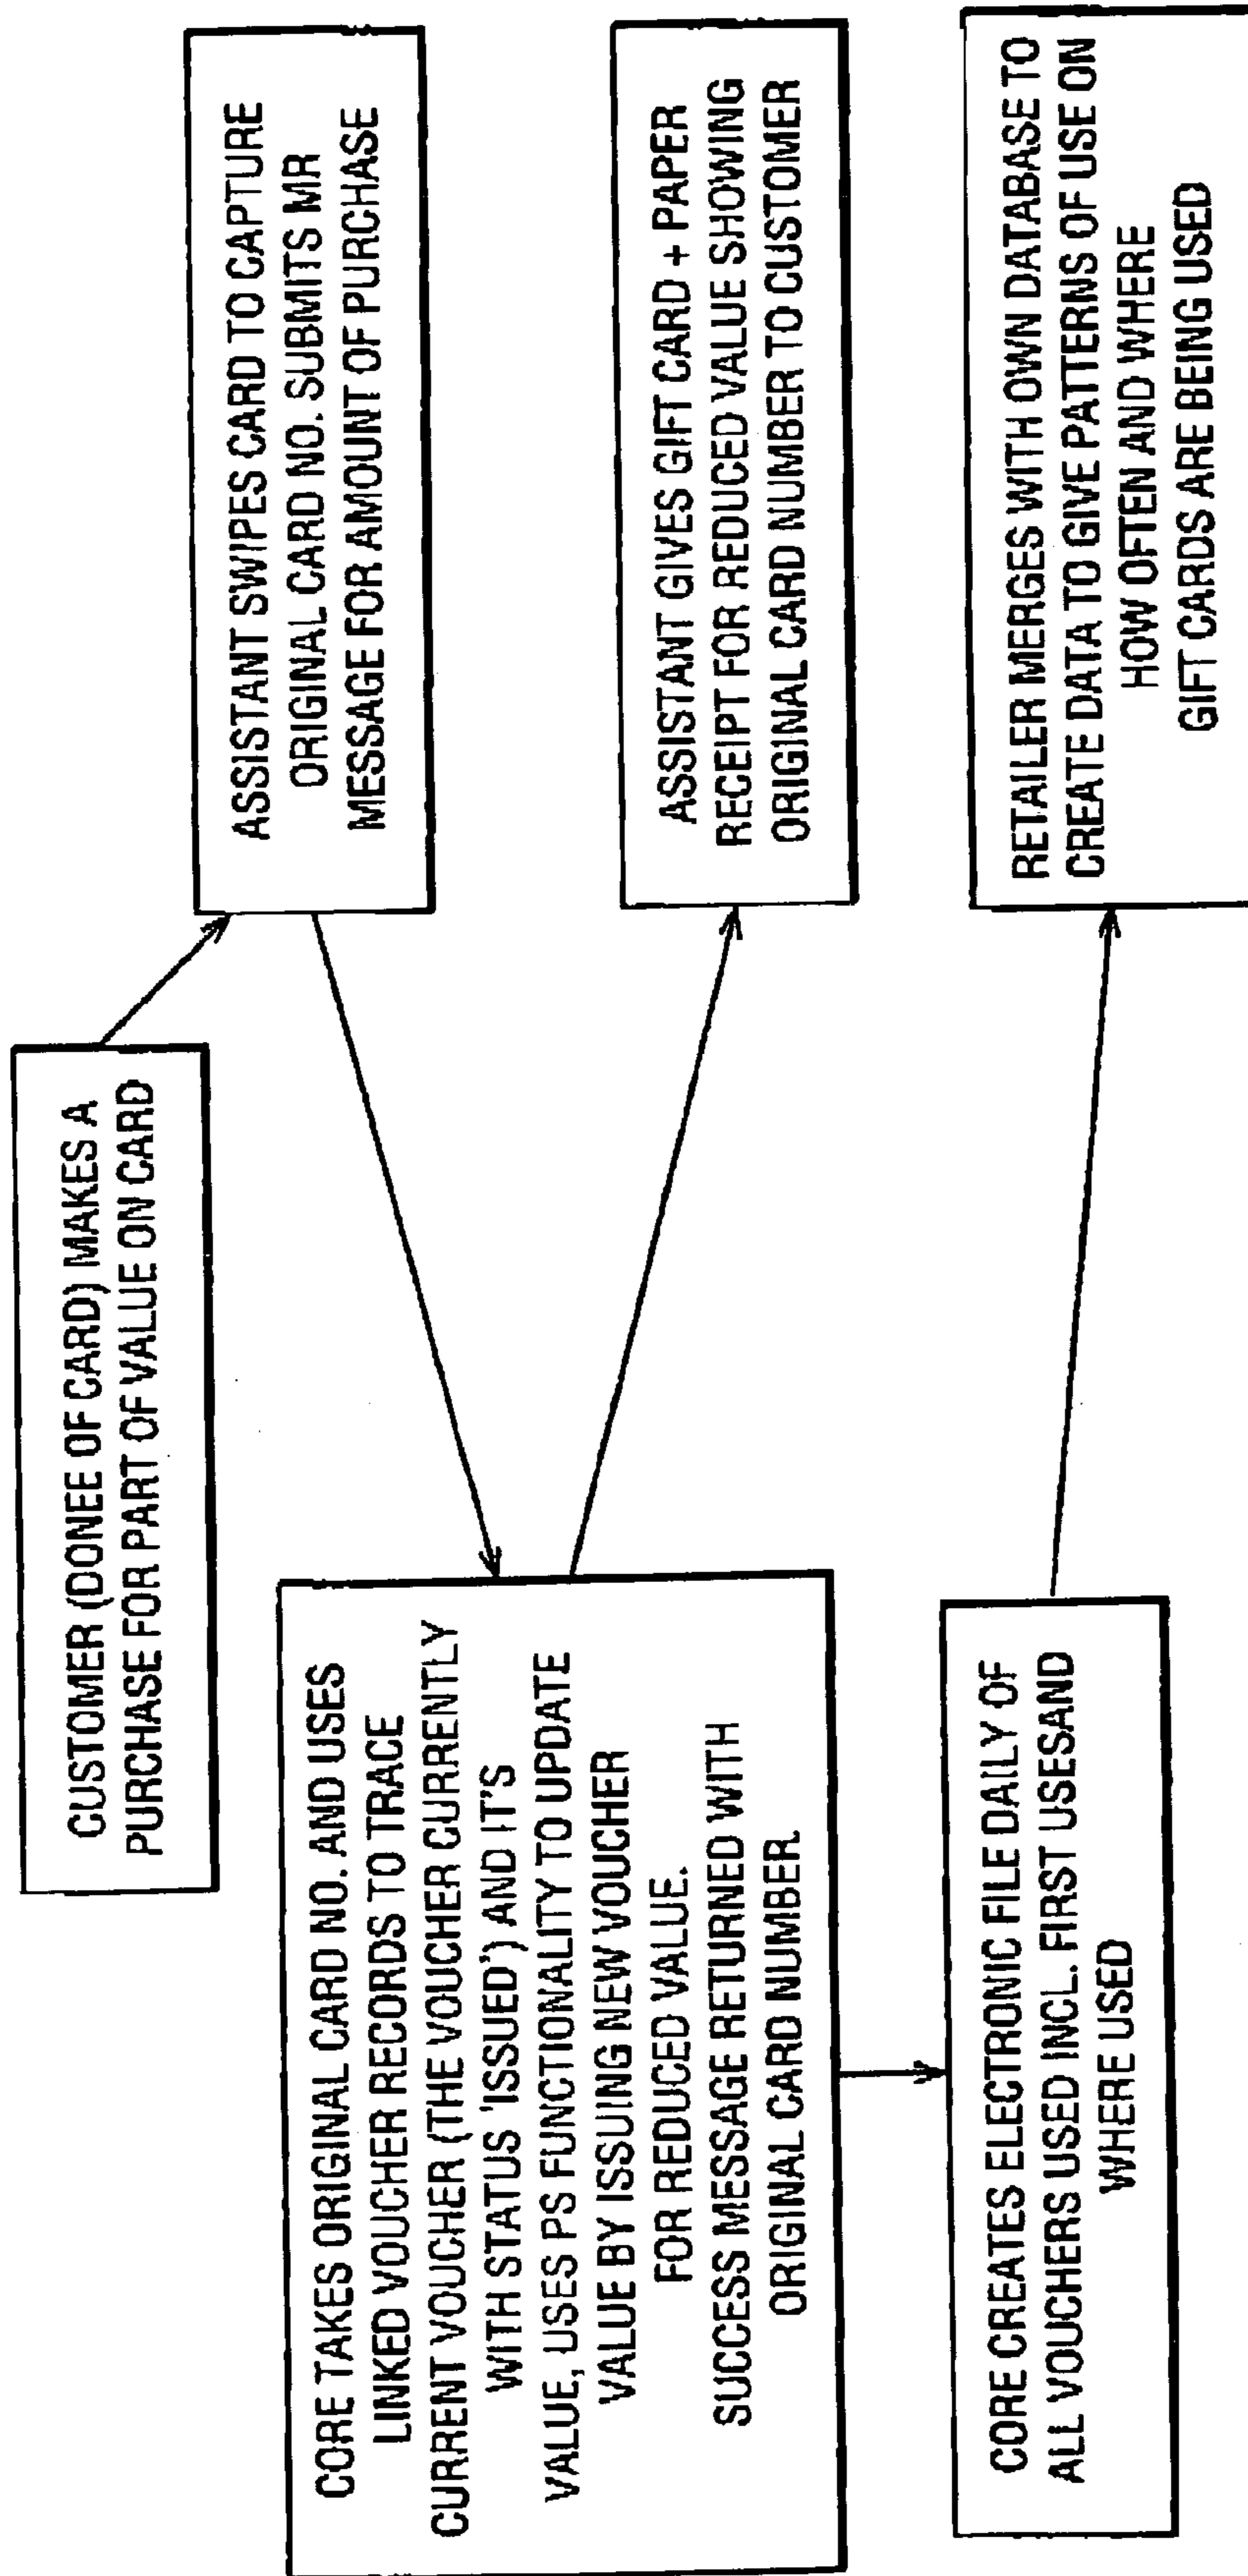 CUSTOMER (DONEE OF CARD) MAKES A
PURCHASE FOR PART OF VALUE ON CARD
ASSISTANT SWIPES CARD TO CAPTURE
ORIGINAL CARD NO. SUBMITS MR
MESSAGE FOR AMOUNT OF PURCHASE
CORE TAKES ORIGINAL CARD NO. AND USES
LINKED VOUCHER RECORDS TO TRACE
CURRENT VOUCHER (THE VOUCHER CURRENTLY
WITH STATUS 'ISSUED') AND IT'S
VALUE, USES PS FUNCTIONALITY TO UPDATE
VALUE BY ISSUING NEW VOUCHER
FOR REDUCED VALUE.
SUCCESS MESSAGE RETURNED WITH
ORIGINAL CARD NUMBER.
ASSISTANT GIVES GIFT CARD + PAPER
RECEIPT FOR REDUCED VALUE SHOWING
ORIGINAL CARD NUMBER TO CUSTOMER
CORE CREATES ELECTRONIC FILE DAILY OF
ALL VOUCHERS USED INCL. FIRST USESAND
WHERE USED
RETAILER MERGES WITH OWN DATABASE TO
CREATE DATA TO GIVE PATTERNS OF USE ON
HOW OFTEN AND WHERE
GIFT CARDS ARE BEING USED